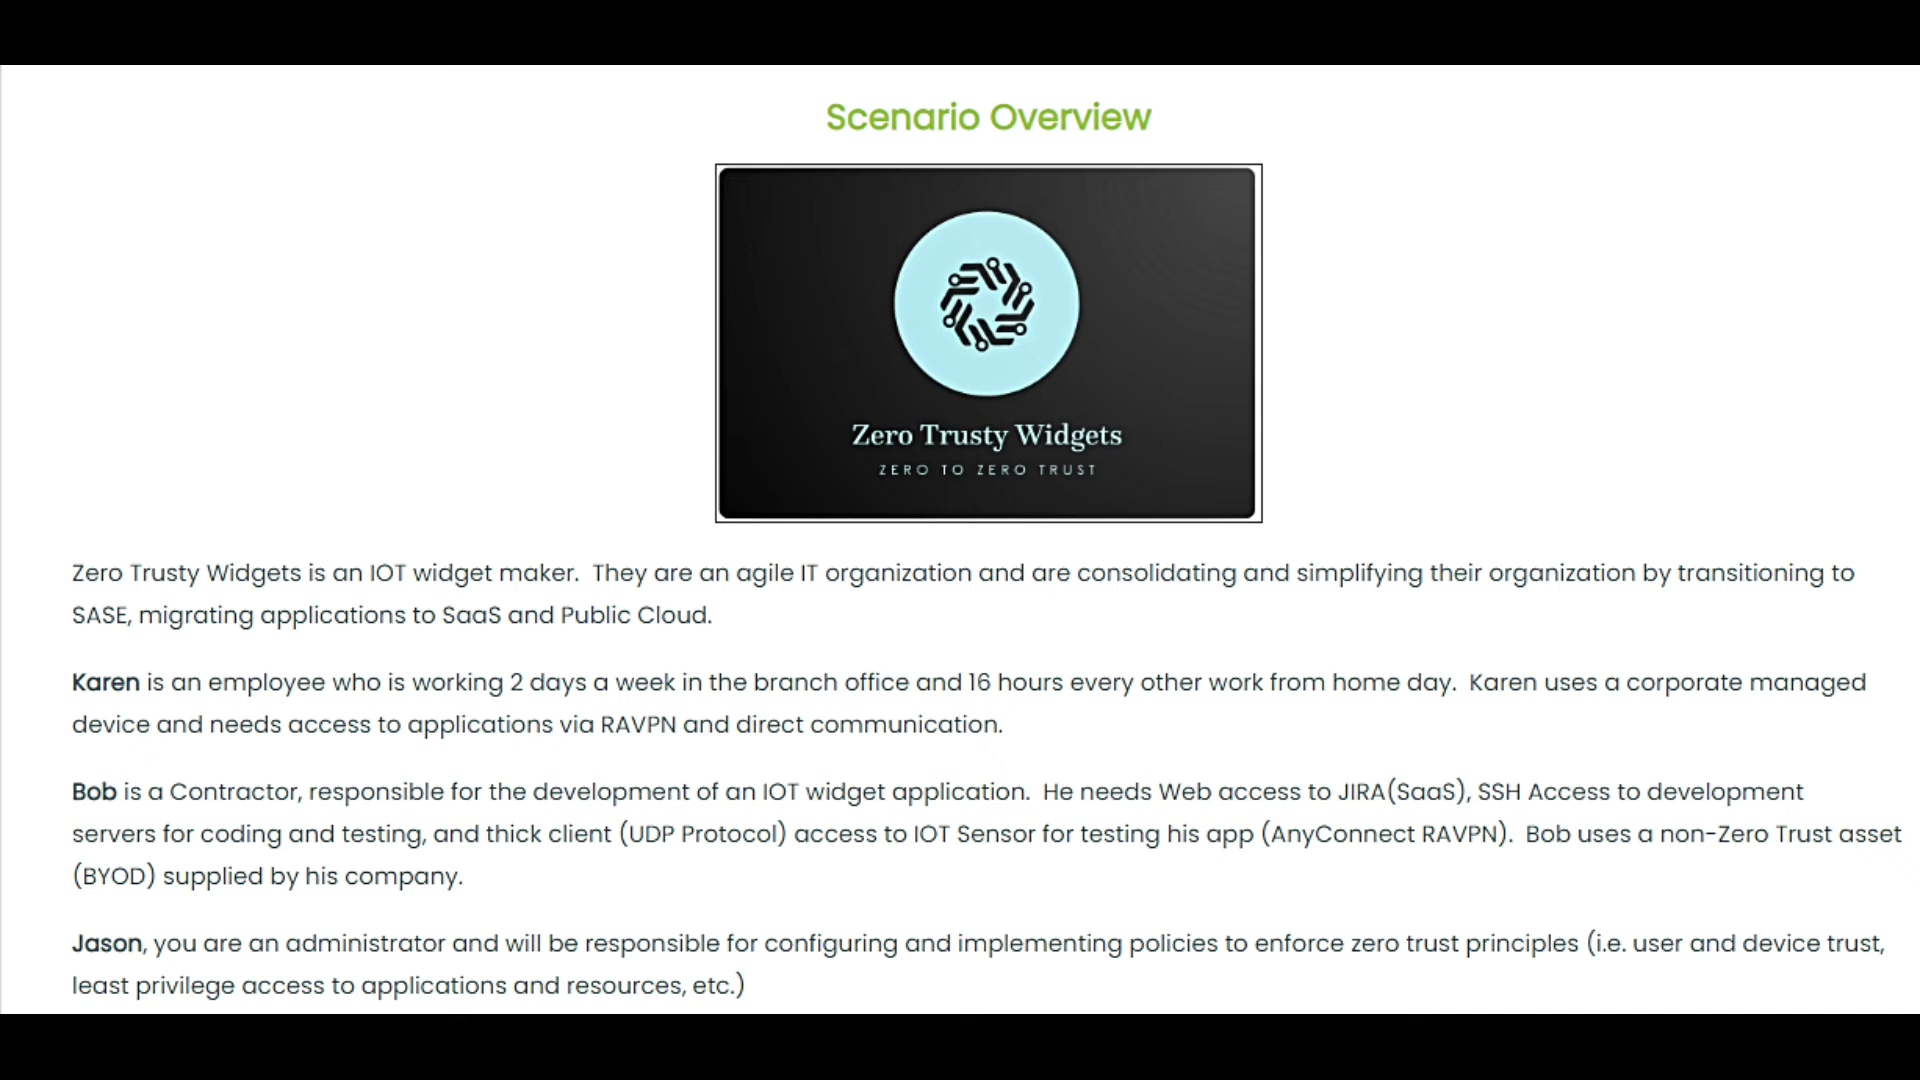 Scenario Overview
Zero Trusty Widgets
ZERO TO ZERO TRUST
Zero Trusty Widgets is an IOT widget maker.  They are an agile IT organization and are consolidating and simplifying their organization by transitioning to
SASE, migrating applications to SaaS and Public Cloud.
Karen is an employee who is working 2 days a week in the branch office and 16 hours every other work from home day.  Karen uses a corporate managed
device and needs access to applications via RAVPN and direct communication.
Bob is a Contractor, responsible for the development of an IOT widget application.  He needs Web access to JIRA(SaaS), SSH Access to development
servers for coding and testing, and thick client (UDP Protocol) access to IOT Sensor for testing his app (AnyConnect RAVPN).  Bob uses a non-Zero Trust asset
(BYOD) supplied by his company.
Jason, you are an administrator and will be responsible for configuring and implementing policies to enforce zero trust principles (i.e. user and device trust,
least privilege access to applications and resources, etc.)